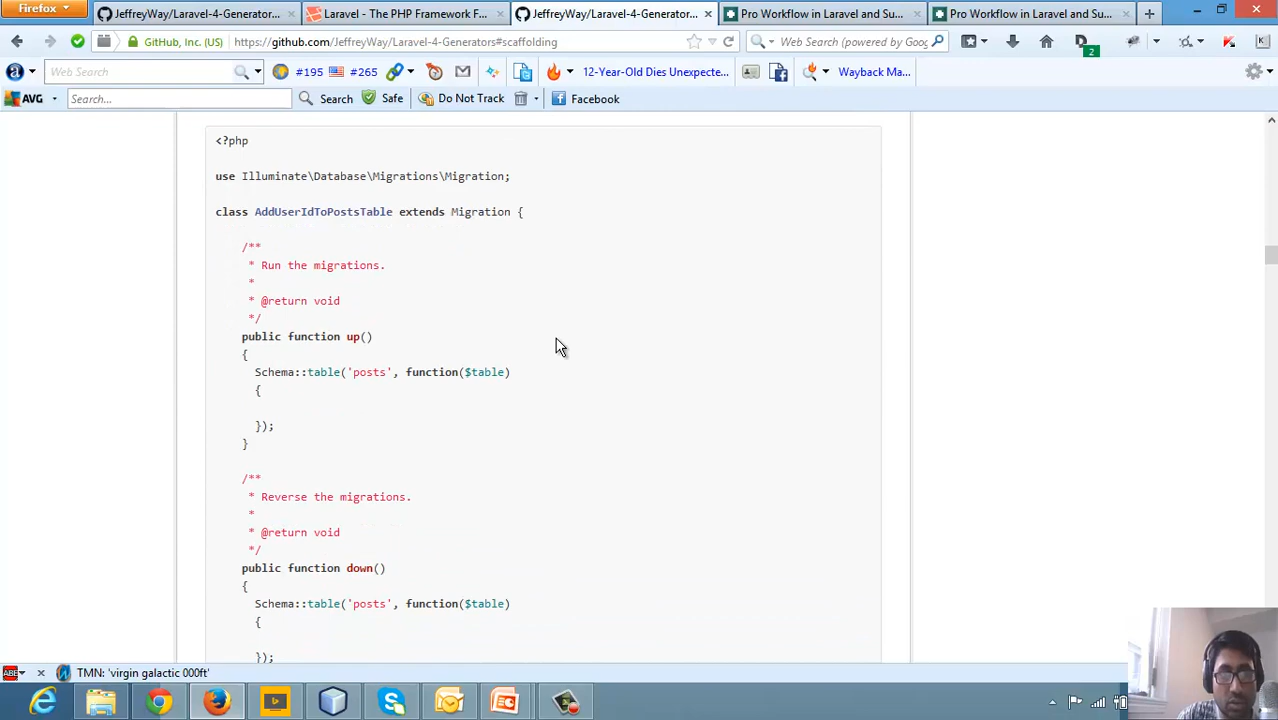 Firefox
JeffreyWay/Laravel-4-Generator...
Laravel - The PHP Framework F...
JeffreyWay/Laravel-4-Generator...
Pro Workflow in Laravel and Su...
Pro Workflow in Laravel and Su...
GitHub, Inc. (US)
https://github.com/JeffreyWay/Laravel-4-Generators#scaffolding
Web Search (powered by Goog
2
Web Search
#195
#265
12-Year-Old Dies Unexpecte...
Wayback Ma...
AVG
Search...
Search
Safe
Do Not Track
Facebook
<?php
use Illuminate\Database\Migrations\Migration;
class AddUserIdToPostsTable extends Migration {
/**
* Run the migrations.
*
* @return void
*/
public function up()
{
Schema::table('posts', function($table)
{
});
}
/**
* Reverse the migrations.
*
* @return void
*/
public function down()
{
Schema::table('posts', function($table)
{
});
ABE
TMN: 'virgin galactic 000ft'